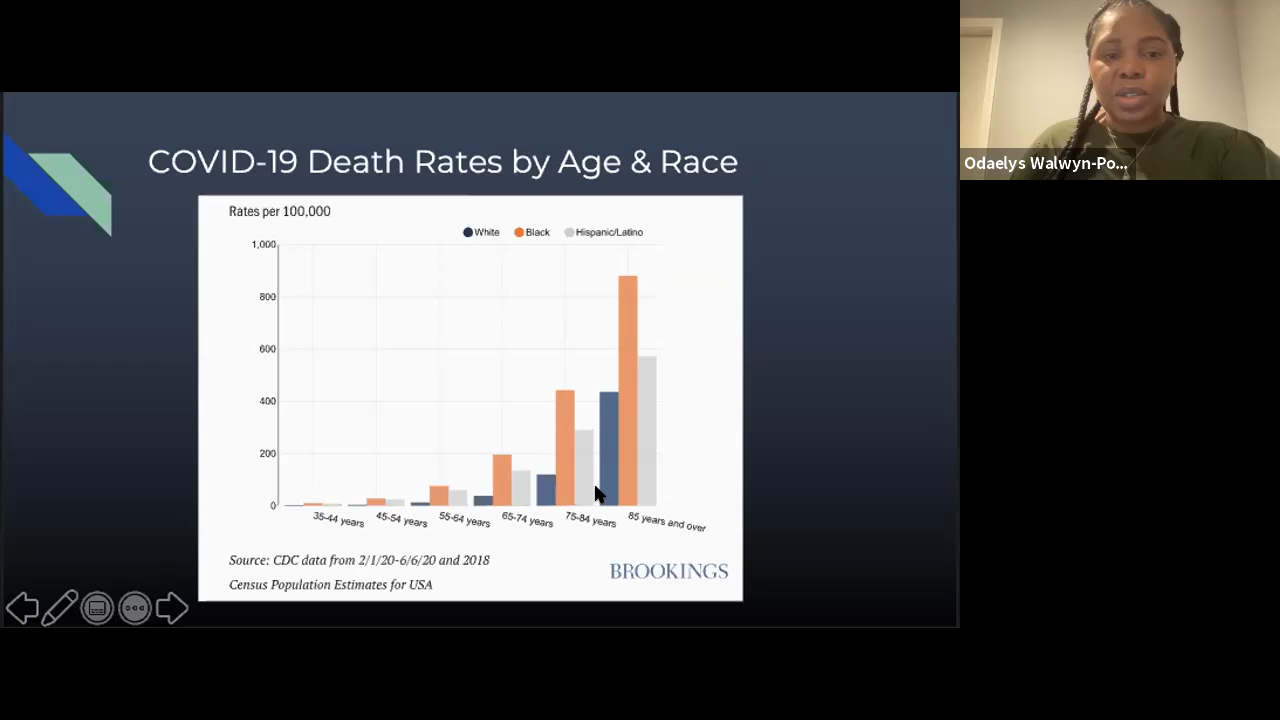 Odaelys Walwyn-Po...
COVID-19 Death Rates by Age & Race
Rates per 100,000
White Black Hispanic/Latino
1,000
800
600
400
200
0
35-44 years 45-54 years 55-64 years 65-74 years 75-84 years 85 years and over
Source: CDC data from 2/1/20-6/6/20 and 2018
Census Population Estimates for USA
BROOKINGS